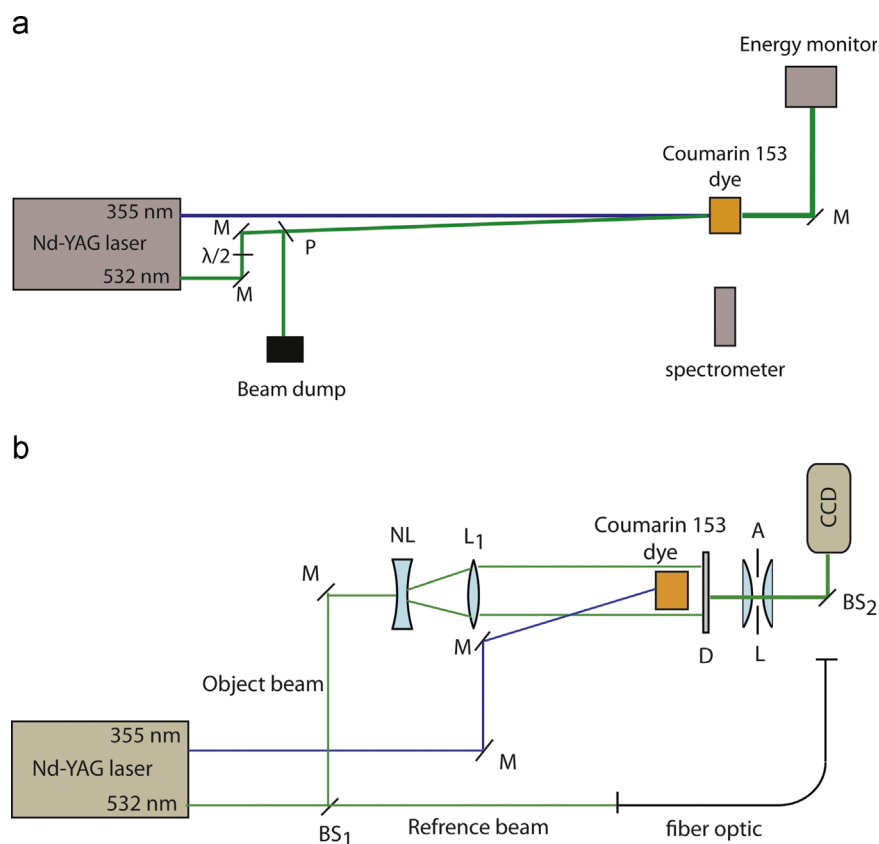 a
Energy monitor
Coumarin 153
dye
355 nm
Nd-YAG laser
532 nm
M
λ/2
M
P
M
Beam dump
spectrometer
b
CCD
Coumarin 153
dye
NL
L1
A
M
BS2
M
D
L
Object beam
355 nm
Nd-YAG laser
532 nm
M
BS1
Refrence beam
fiber optic